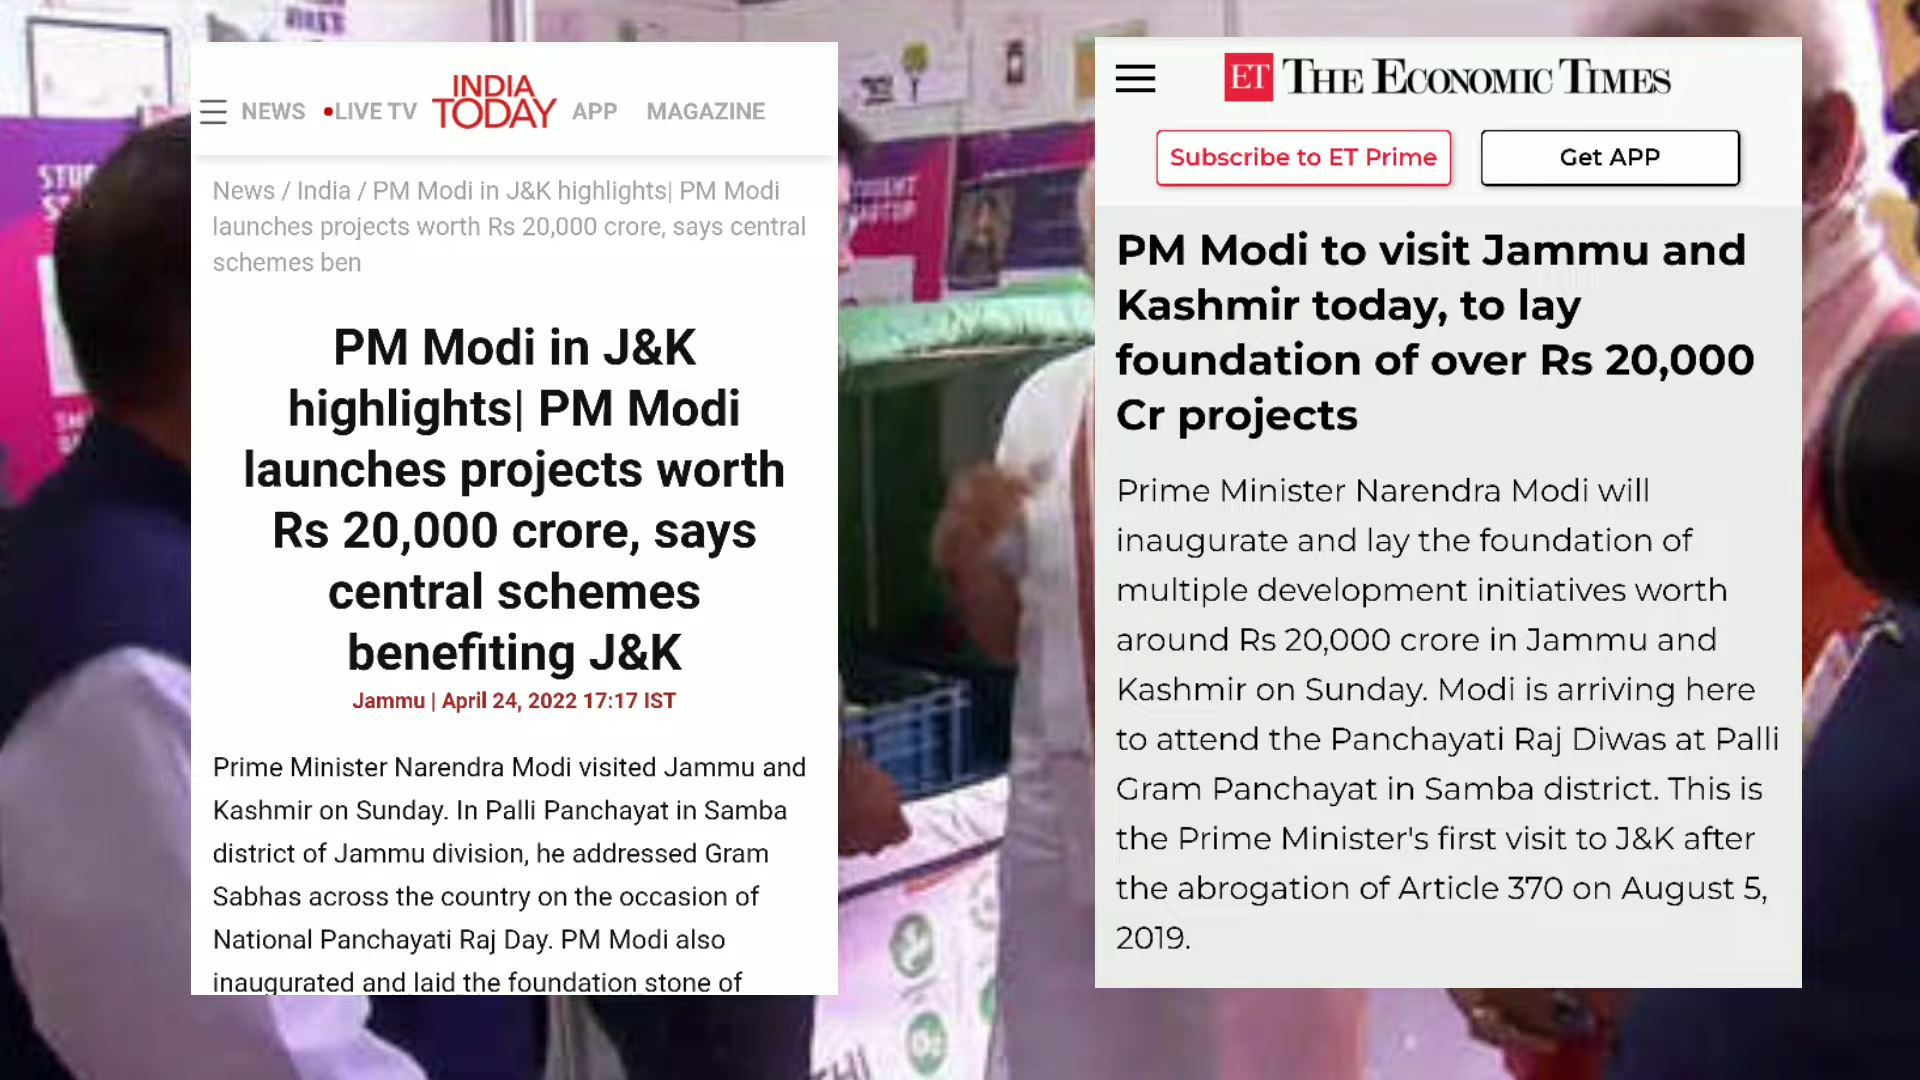 INDIA
TODAY
NEWS
LIVE TV
APP
MAGAZINE
News / India / PM Modi in J&K highlights| PM Modi
launches projects worth Rs 20,000 crore, says central
schemes ben
PM Modi in J&K
highlights| PM Modi
launches projects worth
Rs 20,000 crore, says
central schemes
benefiting J&K
Jammu | April 24, 2022 17:17 IST
Prime Minister Narendra Modi visited Jammu and
Kashmir on Sunday. In Palli Panchayat in Samba
district of Jammu division, he addressed Gram
Sabhas across the country on the occasion of
National Panchayati Raj Day. PM Modi also
inaugurated and laid the foundation stone of
ET THE ECONOMIC TIMES
Subscribe to ET Prime
Get APP
PM Modi to visit Jammu and
Kashmir today, to lay
foundation of over Rs 20,000
Cr projects
Prime Minister Narendra Modi will
inaugurate and lay the foundation of
multiple development initiatives worth
around Rs 20,000 crore in Jammu and
Kashmir on Sunday. Modi is arriving here
to attend the Panchayati Raj Diwas at Palli
Gram Panchayat in Samba district. This is
the Prime Minister's first visit to J&K after
the abrogation of Article 370 on August 5,
2019.